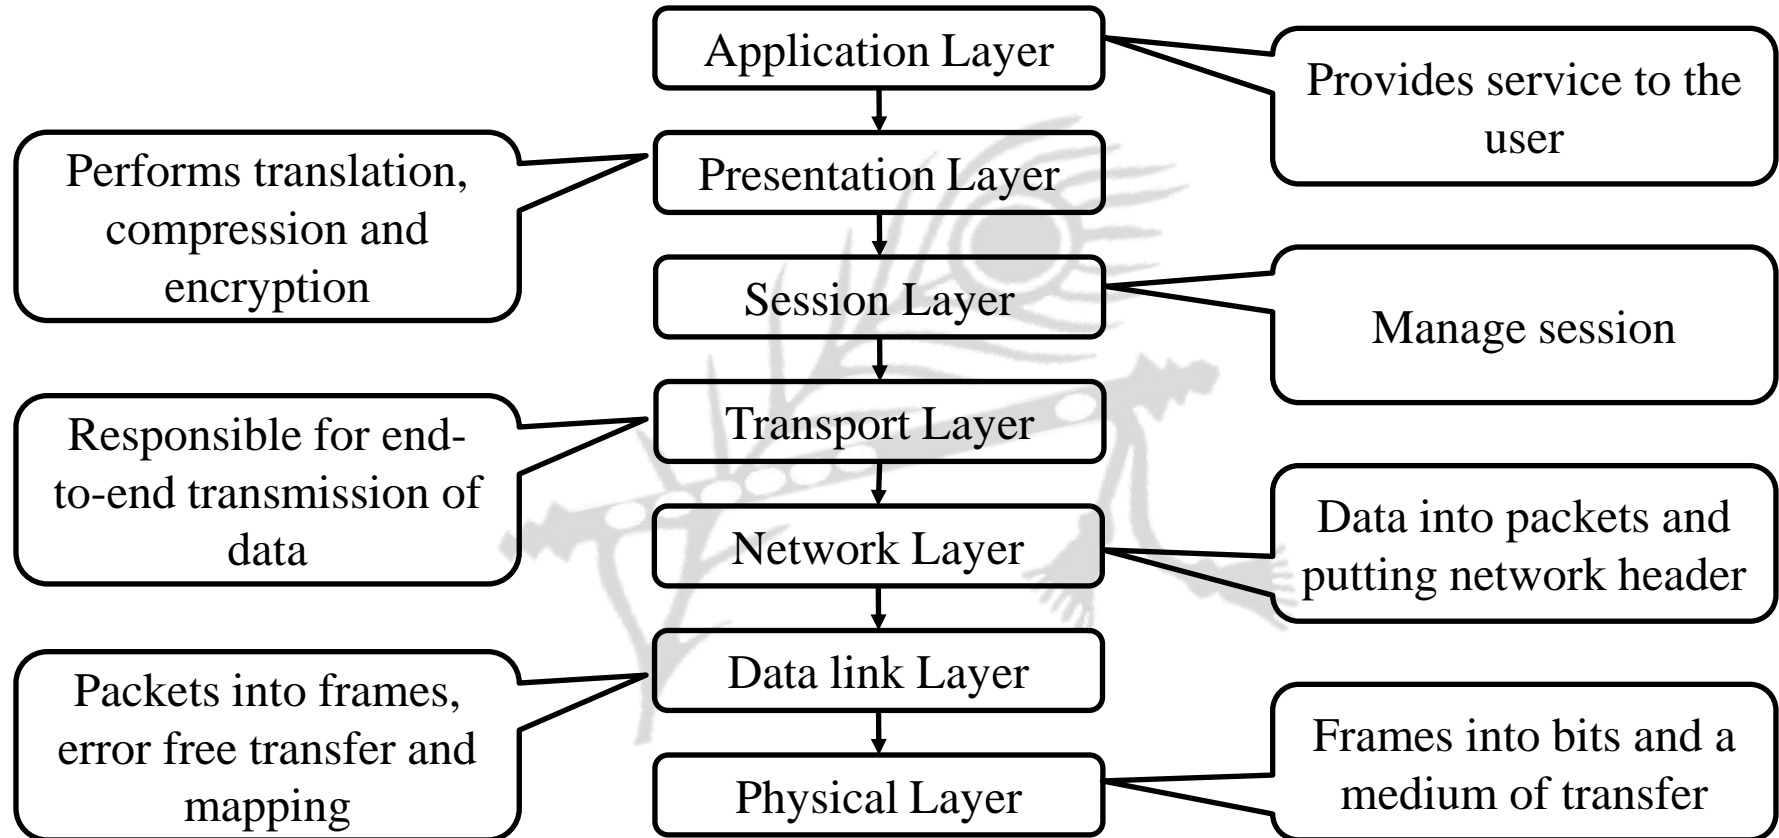 Application Layer
Provides service to the
user
Performs translation,
compression and
encryption
Presentation Layer
Session Layer
Manage session
Responsible for end-
to-end transmission of
data
Transport Layer
Network Layer
Data into packets and
putting network header
Packets into frames,
error free transfer and
mapping
Data link Layer
Physical Layer
Frames into bits and a
medium of transfer